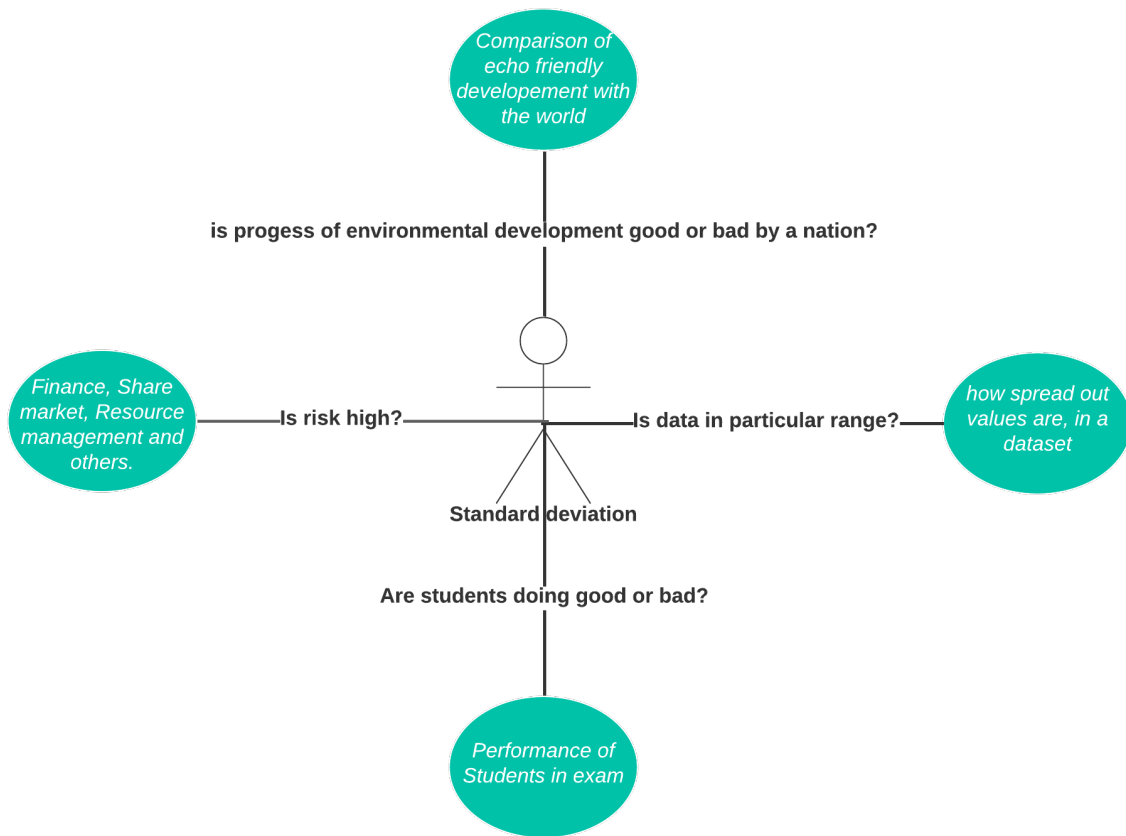 Comparison of
echo friendly
developement with
the world
is progess of environmental development good or bad by a nation?
Finance, Share
market, Resource
management and
others.
Is risk high?
Is data in particular range?
how spread out
values are, in a
dataset
Standard deviation
Are students doing good or bad?
Performance of
Students in exam